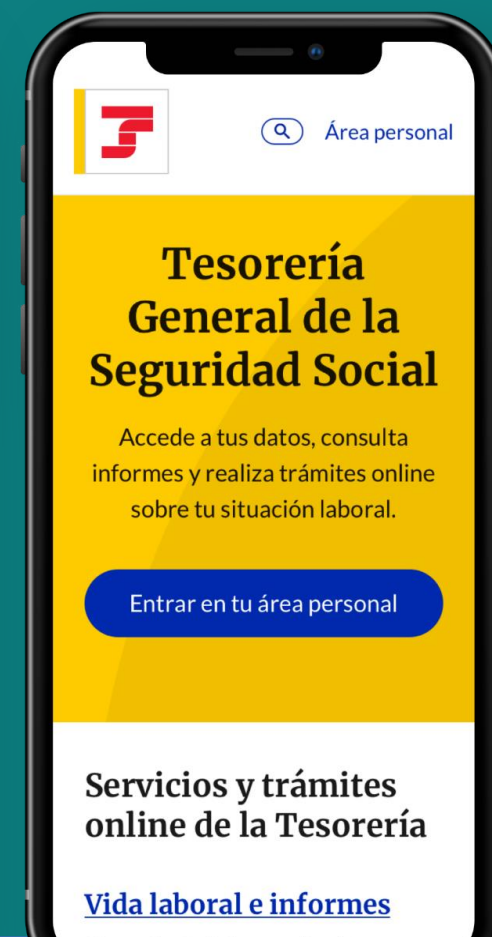 Área personal
Tesorería
General de la
Seguridad Social
Accede a tus datos, consulta
informes y realiza trámites online
sobre tu situación laboral.
Entrar en tu área personal
Servicios y trámites
online de la Tesorería
Vida laboral e informes